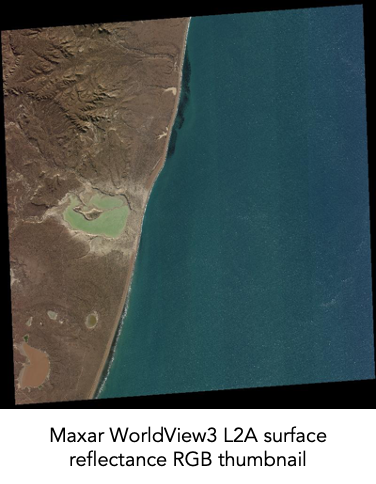 Maxar WorldView3 L2A surface
reflectance RGB thumbnail